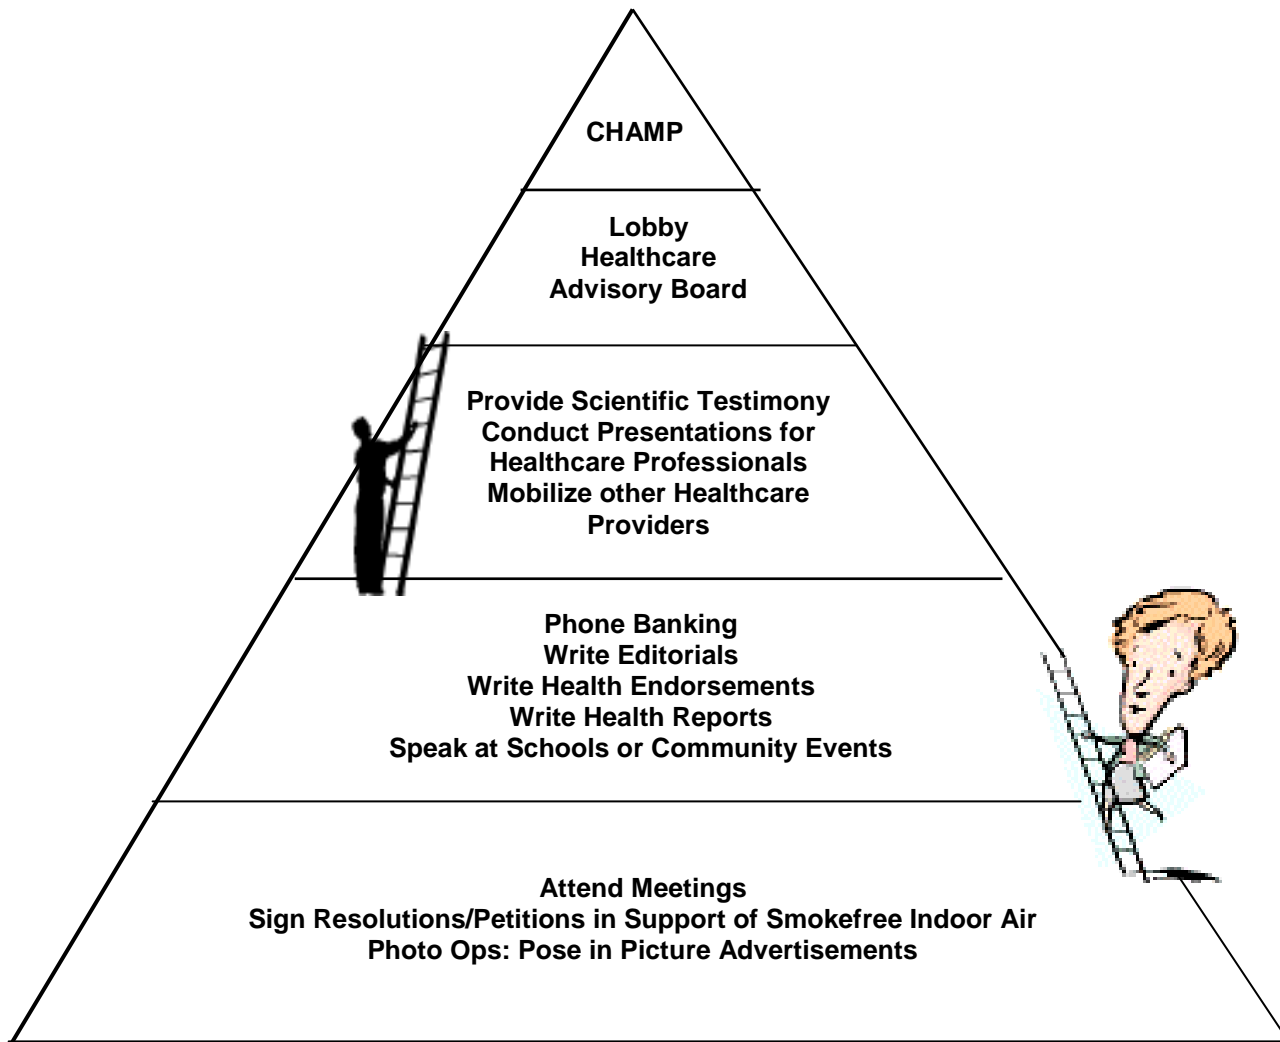 CHAMP
Lobby
Healthcare
Advisory Board
Provide Scientific Testimony
Conduct Presentations for
Healthcare Professionals
Mobilize other Healthcare
Providers
Phone Banking
Write Editorials
Write Health Endorsements
Write Health Reports
Speak at Schools or Community Events
Attend Meetings
Sign Resolutions/Petitions in Support of Smokefree Indoor Air
Photo Ops: Pose in Picture Advertisements